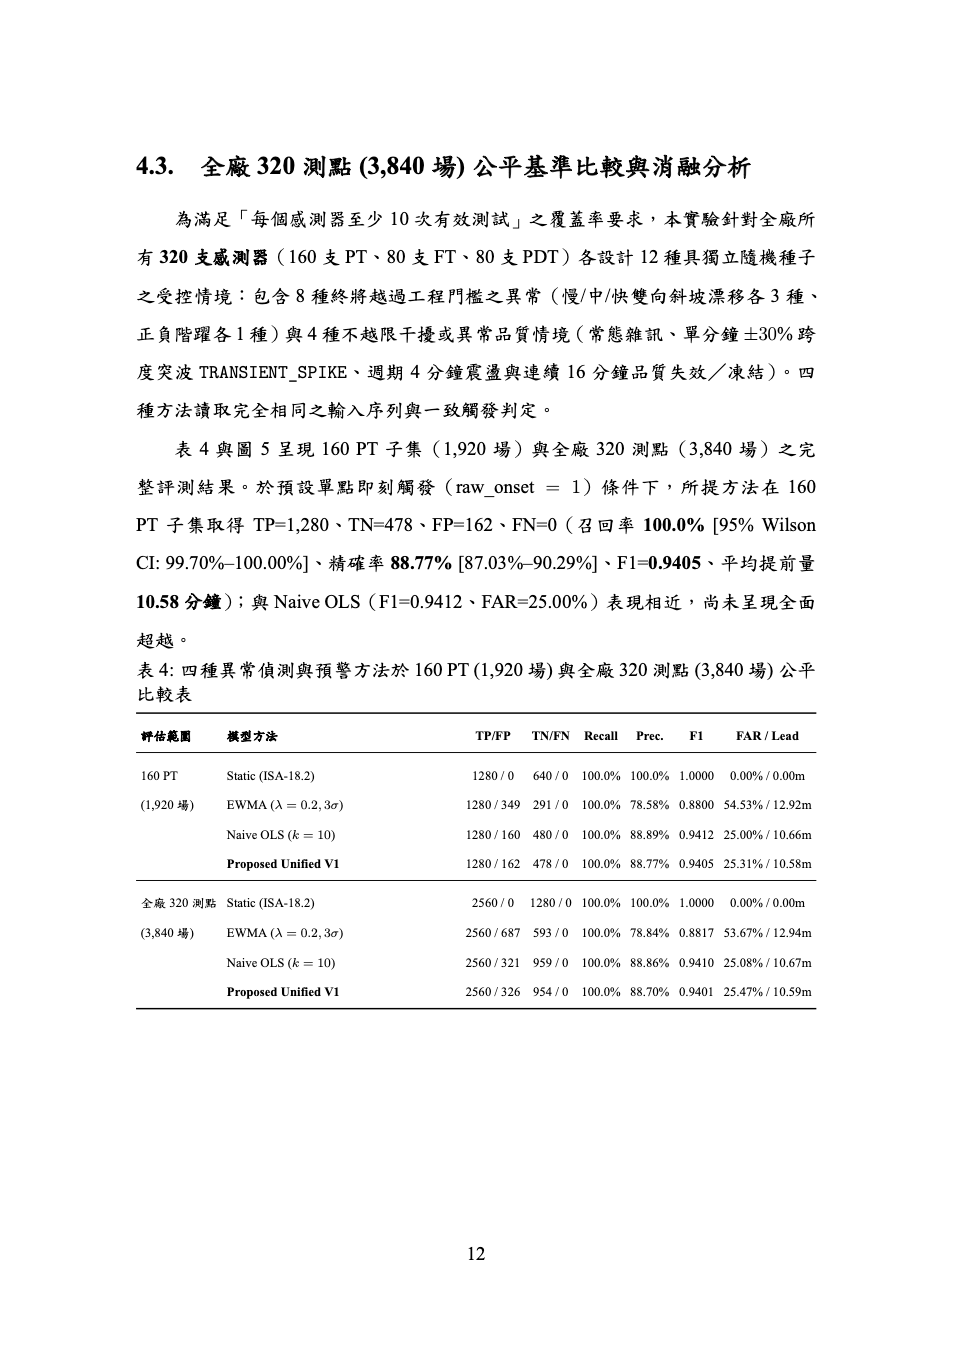 4.3. 全廠 320 測點 (3,840 場) 公平基準比較與消融分析
為滿足「每個感測器至少 10 次有效測試」之覆蓋率要求，本實驗針對全廠所
有 320 支感測器（160 支 PT、80 支 FT、80 支 PDT）各設計 12 種具獨立隨機種子
之受控情境：包含 8 種終將越過工程門檻之異常（慢/中/快雙向斜坡漂移各 3 種、
正負階躍各 1 種）與 4 種不越限干擾或異常品質情境（常態雜訊、單分鐘 ±30% 跨
度突波 TRANSIENT_SPIKE、週期 4 分鐘震盪與連續 16 分鐘品質失效／凍結）。四
種方法讀取完全相同之輸入序列與一致觸發判定。
表 4 與圖 5 呈現 160 PT 子集（1,920 場）與全廠 320 測點（3,840 場）之完
整評測結果。於預設單點即刻觸發（raw_onset = 1）條件下，所提方法在 160
PT 子集取得 TP=1,280、TN=478、FP=162、FN=0（召回率 100.0% [95% Wilson
CI: 99.70%–100.00%]、精確率 88.77% [87.03%–90.29%]、F1=0.9405、平均提前量
10.58 分鐘）；與 Naive OLS（F1=0.9412、FAR=25.00%）表現相近，尚未呈現全面
超越。
表 4: 四種異常偵測與預警方法於 160 PT (1,920 場) 與全廠 320 測點 (3,840 場) 公平
比較表
評估範圍 模型方法 TP/FP TN/FN Recall Prec. F1 FAR / Lead
160 PT Static (ISA-18.2) 1280 / 0 640 / 0 100.0% 100.0% 1.0000 0.00% / 0.00m
(1,920 場) EWMA (λ = 0.2, 3σ) 1280 / 349 291 / 0 100.0% 78.58% 0.8800 54.53% / 12.92m
Naive OLS (k = 10) 1280 / 160 480 / 0 100.0% 88.89% 0.9412 25.00% / 10.66m
Proposed Unified V1 1280 / 162 478 / 0 100.0% 88.77% 0.9405 25.31% / 10.58m
全廠 320 測點 Static (ISA-18.2) 2560 / 0 1280 / 0 100.0% 100.0% 1.0000 0.00% / 0.00m
(3,840 場) EWMA (λ = 0.2, 3σ) 2560 / 687 593 / 0 100.0% 78.84% 0.8817 53.67% / 12.94m
Naive OLS (k = 10) 2560 / 321 959 / 0 100.0% 88.86% 0.9410 25.08% / 10.67m
Proposed Unified V1 2560 / 326 954 / 0 100.0% 88.70% 0.9401 25.47% / 10.59m
12